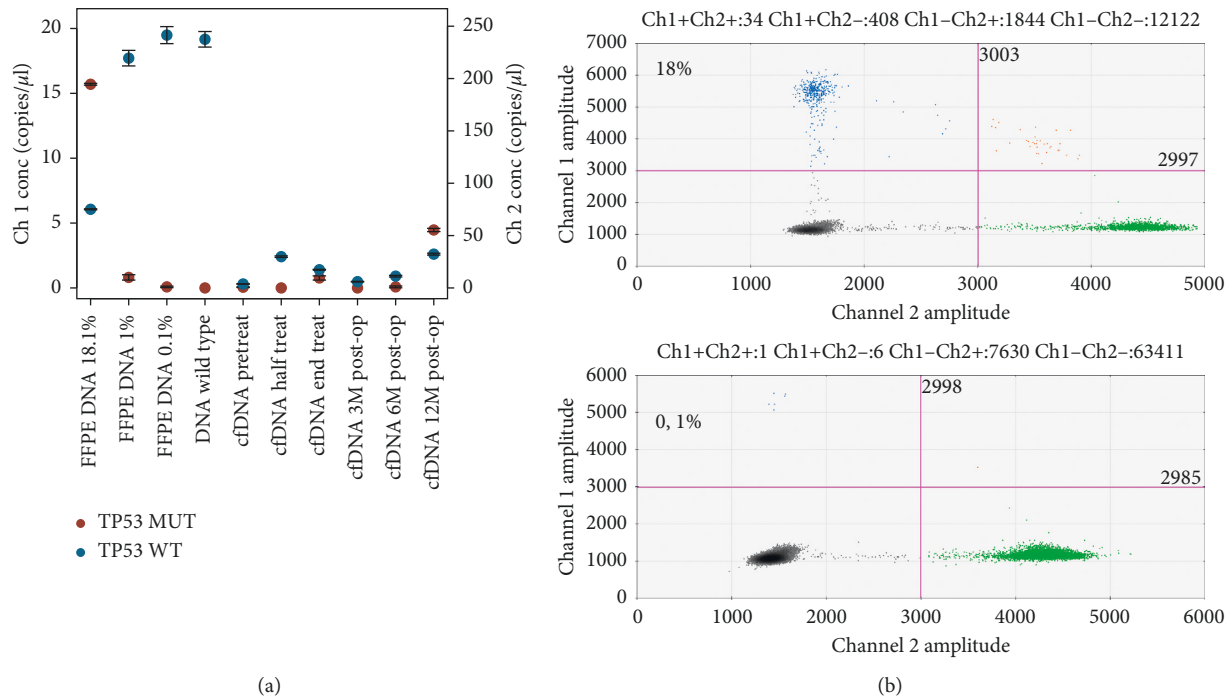 20
15
10
5
0
Ch 1 conc (copies/µl)
250
200
150
100
50
0
Ch 2 conc (copies/µl)
FFPE DNA 18.1%
FFPE DNA 1%
FFPE DNA 0.1%
DNA wild type
cfDNA pretreat
cfDNA half treat
cfDNA end treat
cfDNA 3M post-op
cfDNA 6M post-op
cfDNA 12M post-op
TP53 MUT
TP53 WT
(a)
Ch1+Ch2+:34 Ch1+Ch2–:408 Ch1–Ch2+:1844 Ch1–Ch2–:12122
7000
6000
5000
4000
3000
2000
1000
0
Channel 1 amplitude
18%
3003
2997
0 1000 2000 3000 4000 5000
Channel 2 amplitude
Ch1+Ch2+:1 Ch1+Ch2–:6 Ch1–Ch2+:7630 Ch1–Ch2–:63411
6000
5000
4000
3000
2000
1000
0
Channel 1 amplitude
0, 1%
2998
2985
0 1000 2000 3000 4000 5000 6000
Channel 2 amplitude
(b)